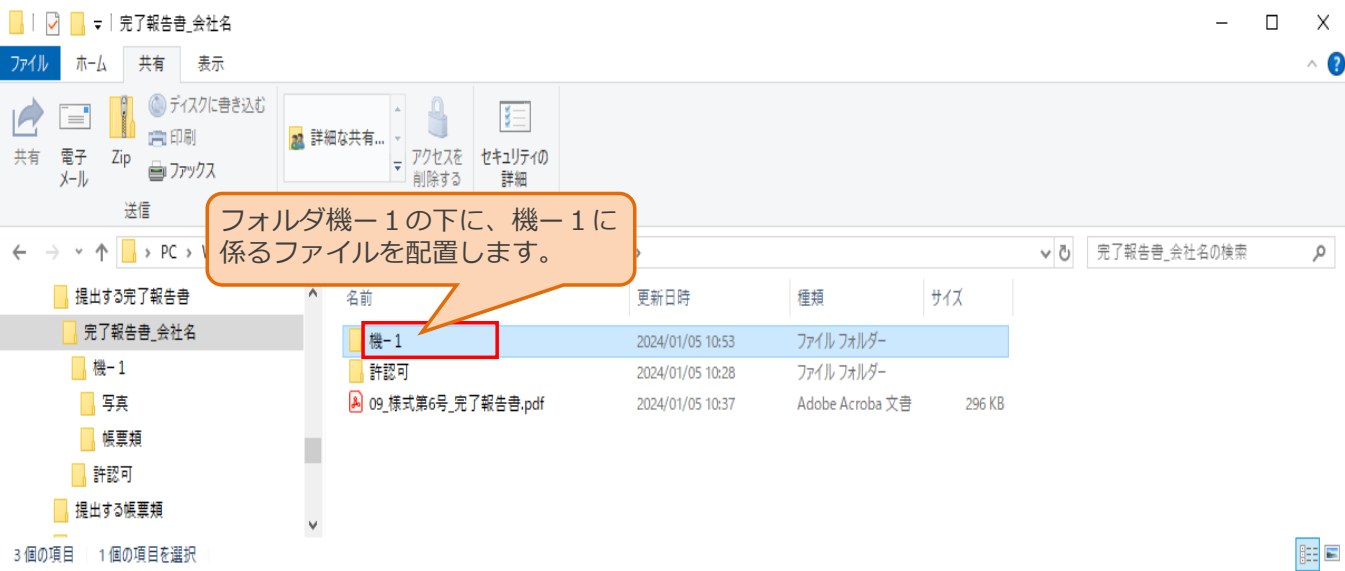 完了報告書_会社名
ファイル ホーム 共有 表示
共有
電子
メール
Zip
ディスクに書き込む
印刷
ファックス
送信
詳細な共有...
アクセスを
削除する
セキュリティの
詳細
フォルダ機ー１の下に、機ー１に
係るファイルを配置します。
PC
完了報告書_会社名の検索
提出する完了報告書
完了報告書_会社名
機-1
写真
帳票類
許認可
提出する帳票類
名前 更新日時 種類 サイズ
機-1 2024/01/05 10:53 ファイル フォルダー
許認可 2024/01/05 10:28 ファイル フォルダー
09_様式第6号_完了報告書.pdf 2024/01/05 10:37 Adobe Acroba 文書 296 KB
3 個の項目 1 個の項目を選択